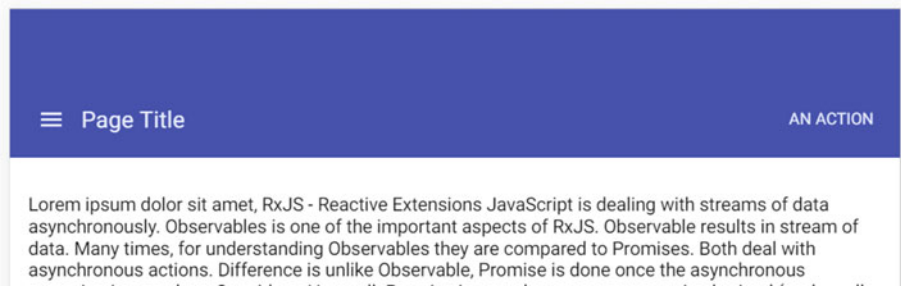 Page Title
AN ACTION
Lorem ipsum dolor sit amet, RxJS - Reactive Extensions JavaScript is dealing with streams of data
asynchronously. Observables is one of the important aspects of RxJS. Observable results in stream of
data. Many times, for understanding Observables they are compared to Promises. Both deal with
asynchronous actions. Difference is unlike Observable, Promise is done once the asynchronous